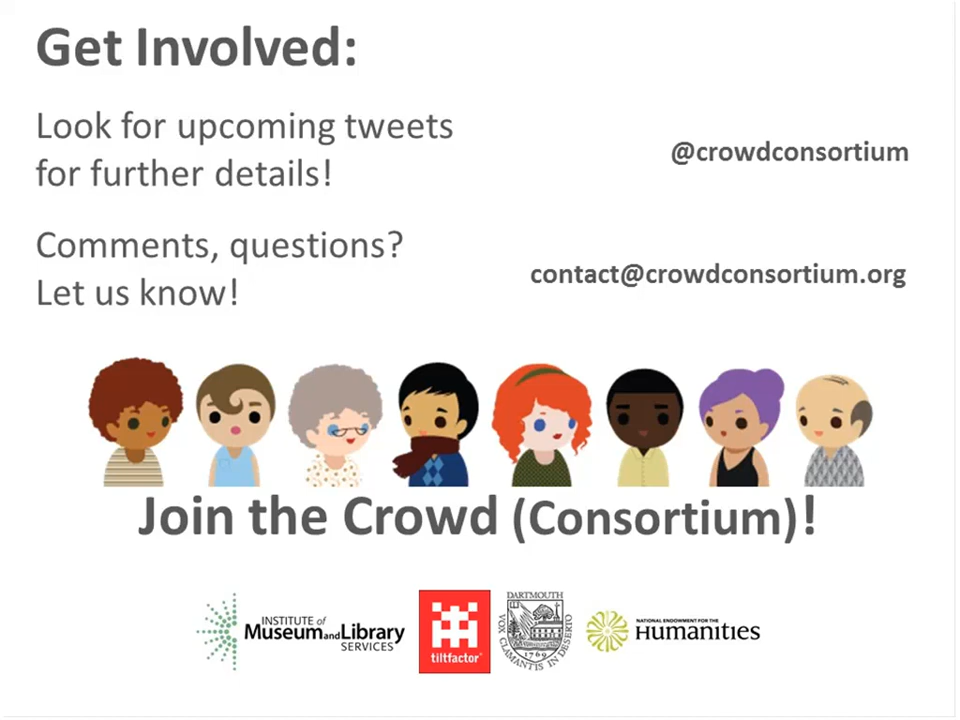 Get Involved:
Look for upcoming tweets
for further details!
@crowdconsortium
Comments, questions?
Let us know!
contact@crowdconsortium.org
Join the Crowd (Consortium)!
INSTITUTE of
Museum and Library
SERVICES
tiltfactor
DARTMOUTH
VOX CLAMANTIS IN DESERTO
1769
NATIONAL ENDOWMENT FOR THE
Humanities